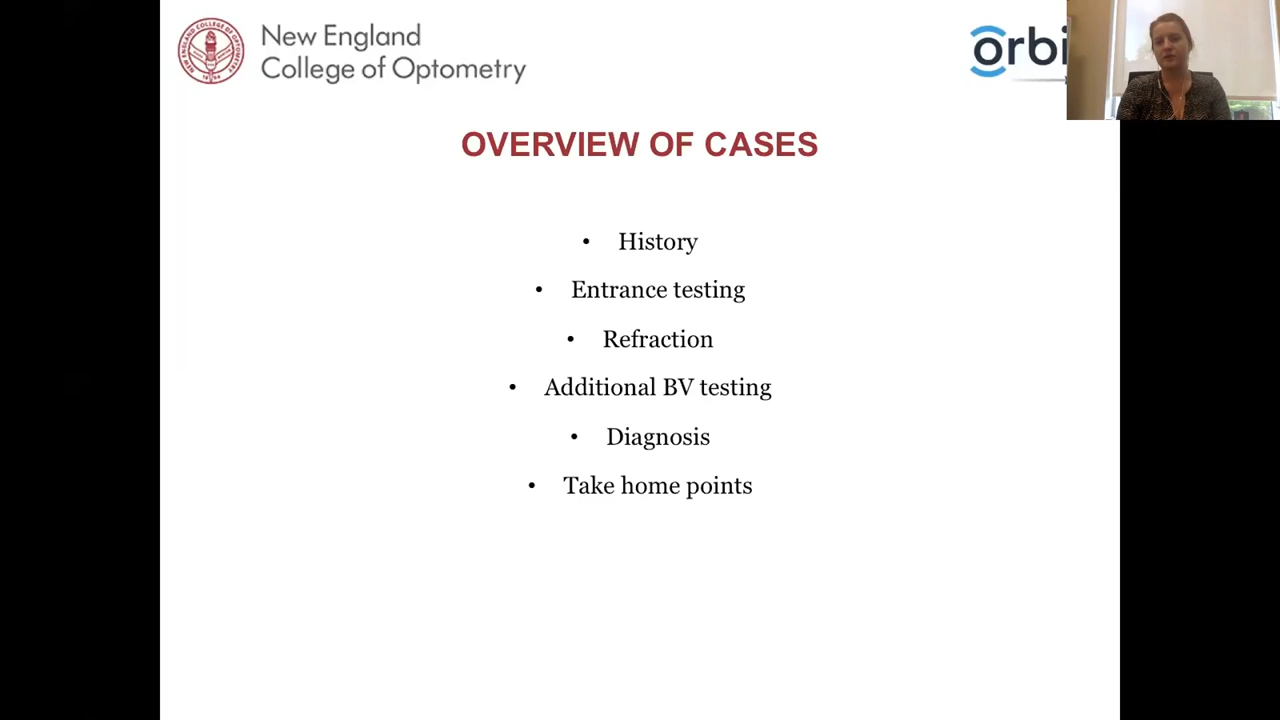 New England
College of Optometry
orbi
OVERVIEW OF CASES
• History
• Entrance testing
• Refraction
• Additional BV testing
• Diagnosis
• Take home points